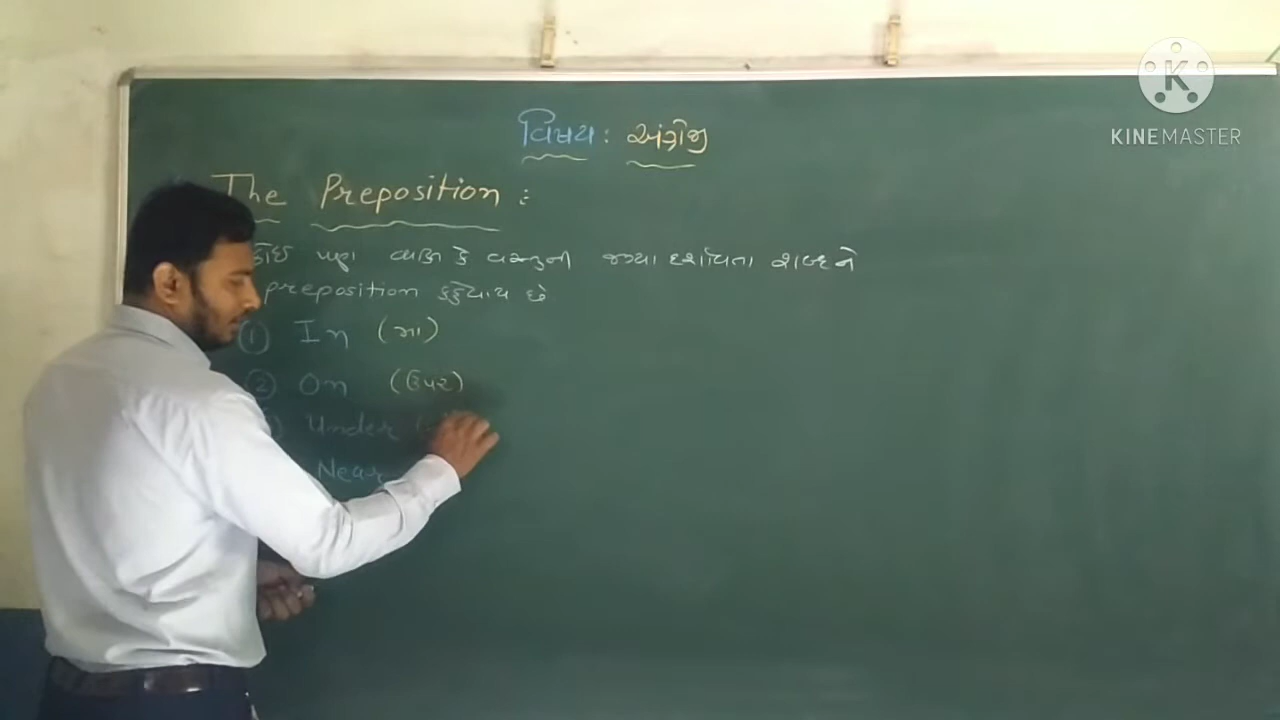 KINEMASTER
વિષય : અંગ્રેજી
The Preposition :
કોઈ પણ વ્યક્તિ કે વસ્તુની જગ્યા દર્શાવતા શબ્દને
preposition કહેવાય છે
① In (માં)
② On (ઉપર)
Under (
Near